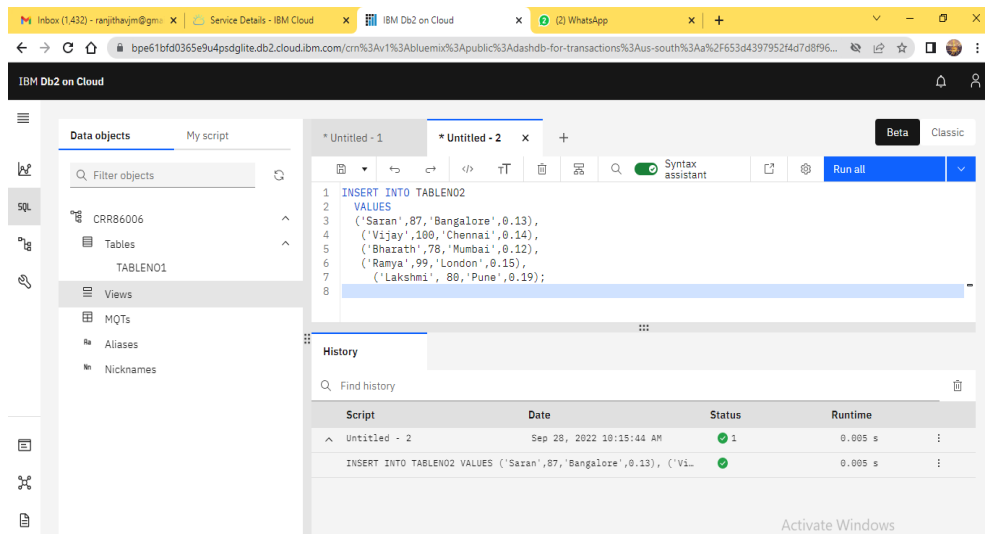 Inbox (1,432) - ranjithavjm@gma
Service Details - IBM Cloud
IBM Db2 on Cloud
(2) WhatsApp
bpe61bfd0365e9u4psdglite.db2.cloud.ibm.com/crn%3Av1%3Abluemix%3Apublic%3Adashdb-for-transactions%3Aus-south%3Aa%2F653d4397952f4d7d8f96...
IBM Db2 on Cloud
Data objects My script
Filter objects
SQL
CRR86006
Tables
TABLENO1
Views
MQTs
Aliases
Nicknames
* Untitled - 1 * Untitled - 2 × +
Beta Classic
Syntax assistant
Run all
1 INSERT INTO TABLENO2
2 VALUES
3 ('Saran',87,'Bangalore',0.13),
4 ('Vijay',100,'Chennai',0.14),
5 ('Bharath',78,'Mumbai',0.12),
6 ('Ramya',99,'London',0.15),
7 ('Lakshmi', 80,'Pune',0.19);
8
History
Find history
Script Date Status Runtime
Untitled - 2 Sep 28, 2022 10:15:44 AM 1 0.005 s
INSERT INTO TABLENO2 VALUES ('Saran',87,'Bangalore',0.13), ('Vi… 0.005 s
Activate Windows